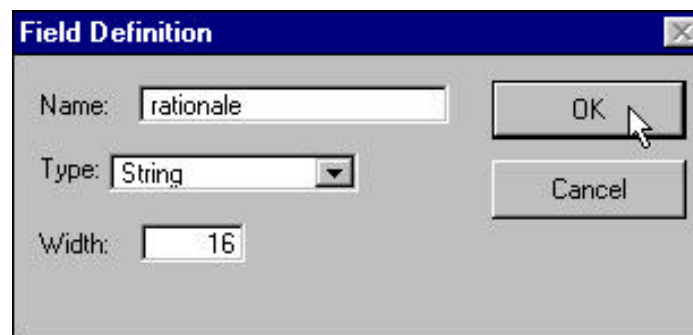 Field Definition
Name: rationale
OK
Type: String
Cancel
Width: 16